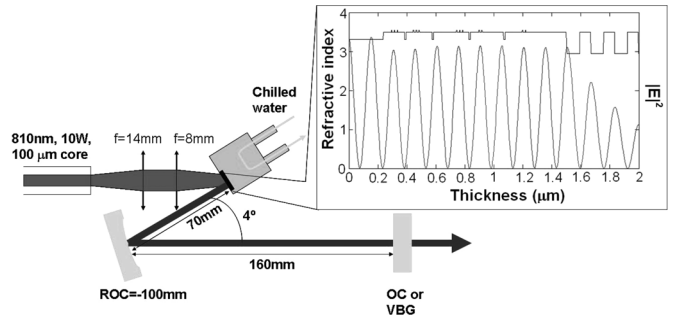 810nm, 10W,
100 μm core
f=14mm
f=8mm
Chilled
water
70mm
4º
160mm
ROC=-100mm
OC or
VBG
Refractive index
4
3
2
1
0
0 0.2 0.4 0.6 0.8 1 1.2 1.4 1.6 1.8 2
Thickness (μm)
|E|²